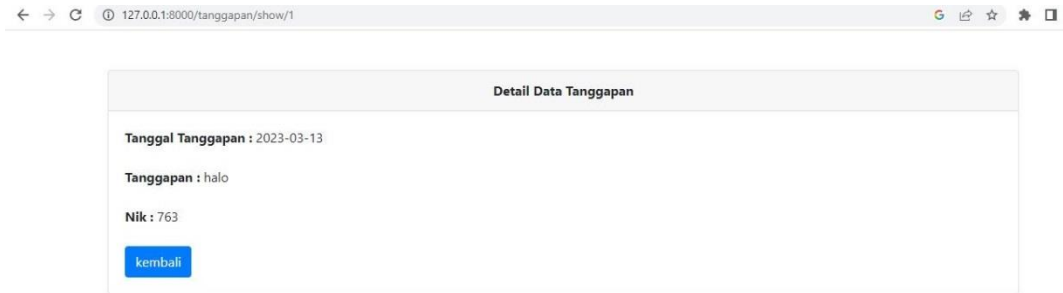 127.0.0.1:8000/tanggapan/show/1
Detail Data Tanggapan
Tanggal Tanggapan : 2023-03-13
Tanggapan : halo
Nik : 763
kembali